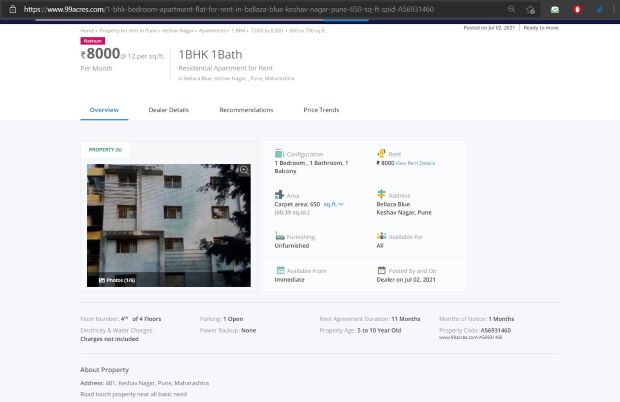 https://www.99acres.com/1-bhk-bedroom-apartment-flat-for-rent-in-bellaza-blue-keshav-nagar-pune-650-sq-ft-spid-A56931460
Home › Property for rent in Pune › Keshav Nagar › Apartments › 1 BHK › 7,000 to 8,000 › 600 to 700 sq.ft.
Posted on Jul 02, 2021 | Ready to move
Platinum
₹8000@ 12 per sq.ft.
Per Month
1BHK 1Bath
Residential Apartment for Rent
in Bellaza Blue, Keshav Nagar, , Pune, Maharashtra
Overview Dealer Details Recommendations Price Trends
PROPERTY (6)
Photos (1/6)
Configuration
1 Bedroom , 1 Bathroom, 1 Balcony
Rent
₹ 8000 View Rent Details
Area
Carpet area: 650 sq.ft.
(60.39 sq.m.)
Address
Bellaza Blue
Keshav Nagar, Pune
Furnishing
Unfurnished
Available For
All
Available From
Immediate
Posted By and On
Dealer on Jul 02, 2021
Floor Number : 4th of 4 Floors
Parking : 1 Open
Rent Agreement Duration : 11 Months
Months of Notice : 1 Months
Electricity & Water Charges :
Charges not included
Power Backup : None
Property Age : 5 to 10 Year Old
Property Code : A56931460
www.99acres.com/A56931460
About Property
Address: 401, Keshav Nagar, Pune, Maharashtra
Road touch property near all basic need